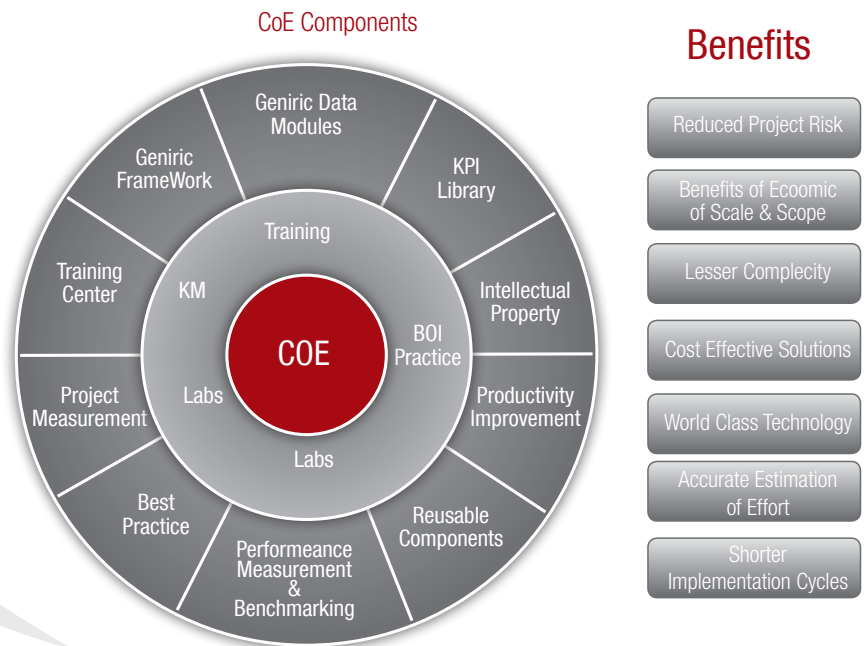 CoE Components
Geniric Data
Modules
KPI
Library
Intellectual
Property
Productivity
Improvement
Reusable
Components
Performeance
Measurement
&
Benchmarking
Best
Practice
Project
Measurement
Training
Center
Geniric
FrameWork
Training
BOI
Practice
Labs
Labs
KM
COE
Benefits
Reduced Project Risk
Benefits of Ecoomic
of Scale & Scope
Lesser Complecity
Cost Effective Solutions
World Class Technology
Accurate Estimation
of Effort
Shorter
Implementation Cycles